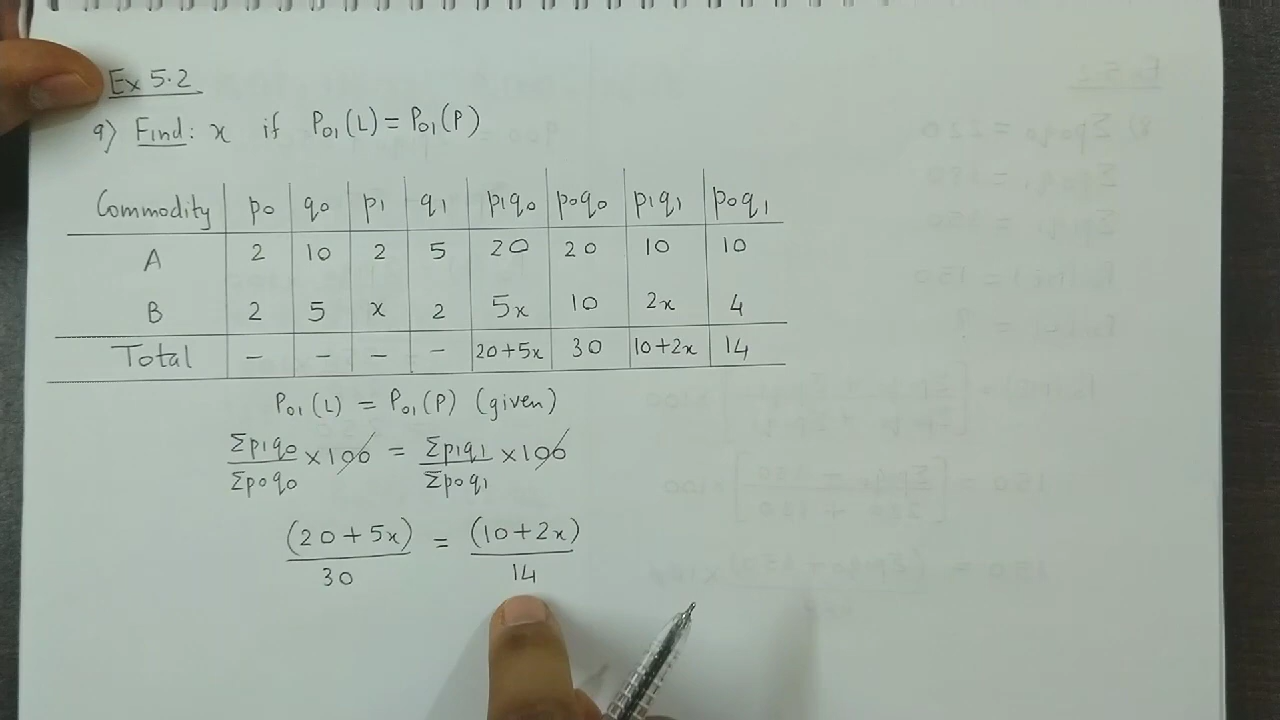 Ex 5.2
9) Find: x if P01(L) = P01(P)
Commodity p0 q0 p1 q1 p1q0 p0q0 p1q1 p0q1
A 2 10 2 5 20 20 10 10
B 2 5 x 2 5x 10 2x 4
Total – – – – 20+5x 30 10+2x 14
P01(L) = P01(P) (given)
Σp1q0/Σp0q0 × 100 = Σp1q1/Σp0q1 × 100
(20+5x)/30 = (10+2x)/14